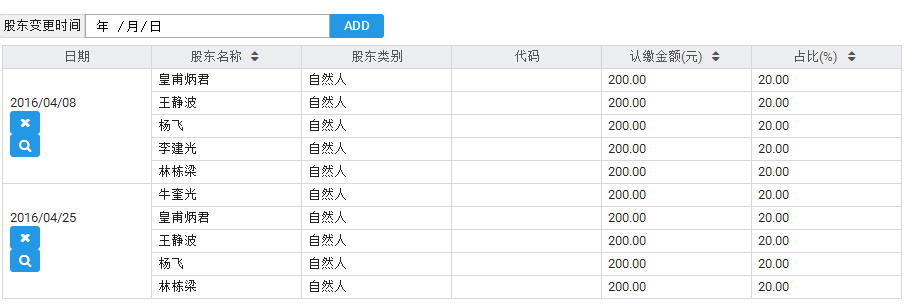 股东变更时间 年 /月/日 ADD
日期 股东名称 股东类别 代码 认缴金额(元) 占比(%)
2016/04/08
皇甫炳君 自然人 200.00 20.00
王静波 自然人 200.00 20.00
杨飞 自然人 200.00 20.00
李建光 自然人 200.00 20.00
林栋梁 自然人 200.00 20.00
2016/04/25
牛奎光 自然人 200.00 20.00
皇甫炳君 自然人 200.00 20.00
王静波 自然人 200.00 20.00
杨飞 自然人 200.00 20.00
林栋梁 自然人 200.00 20.00